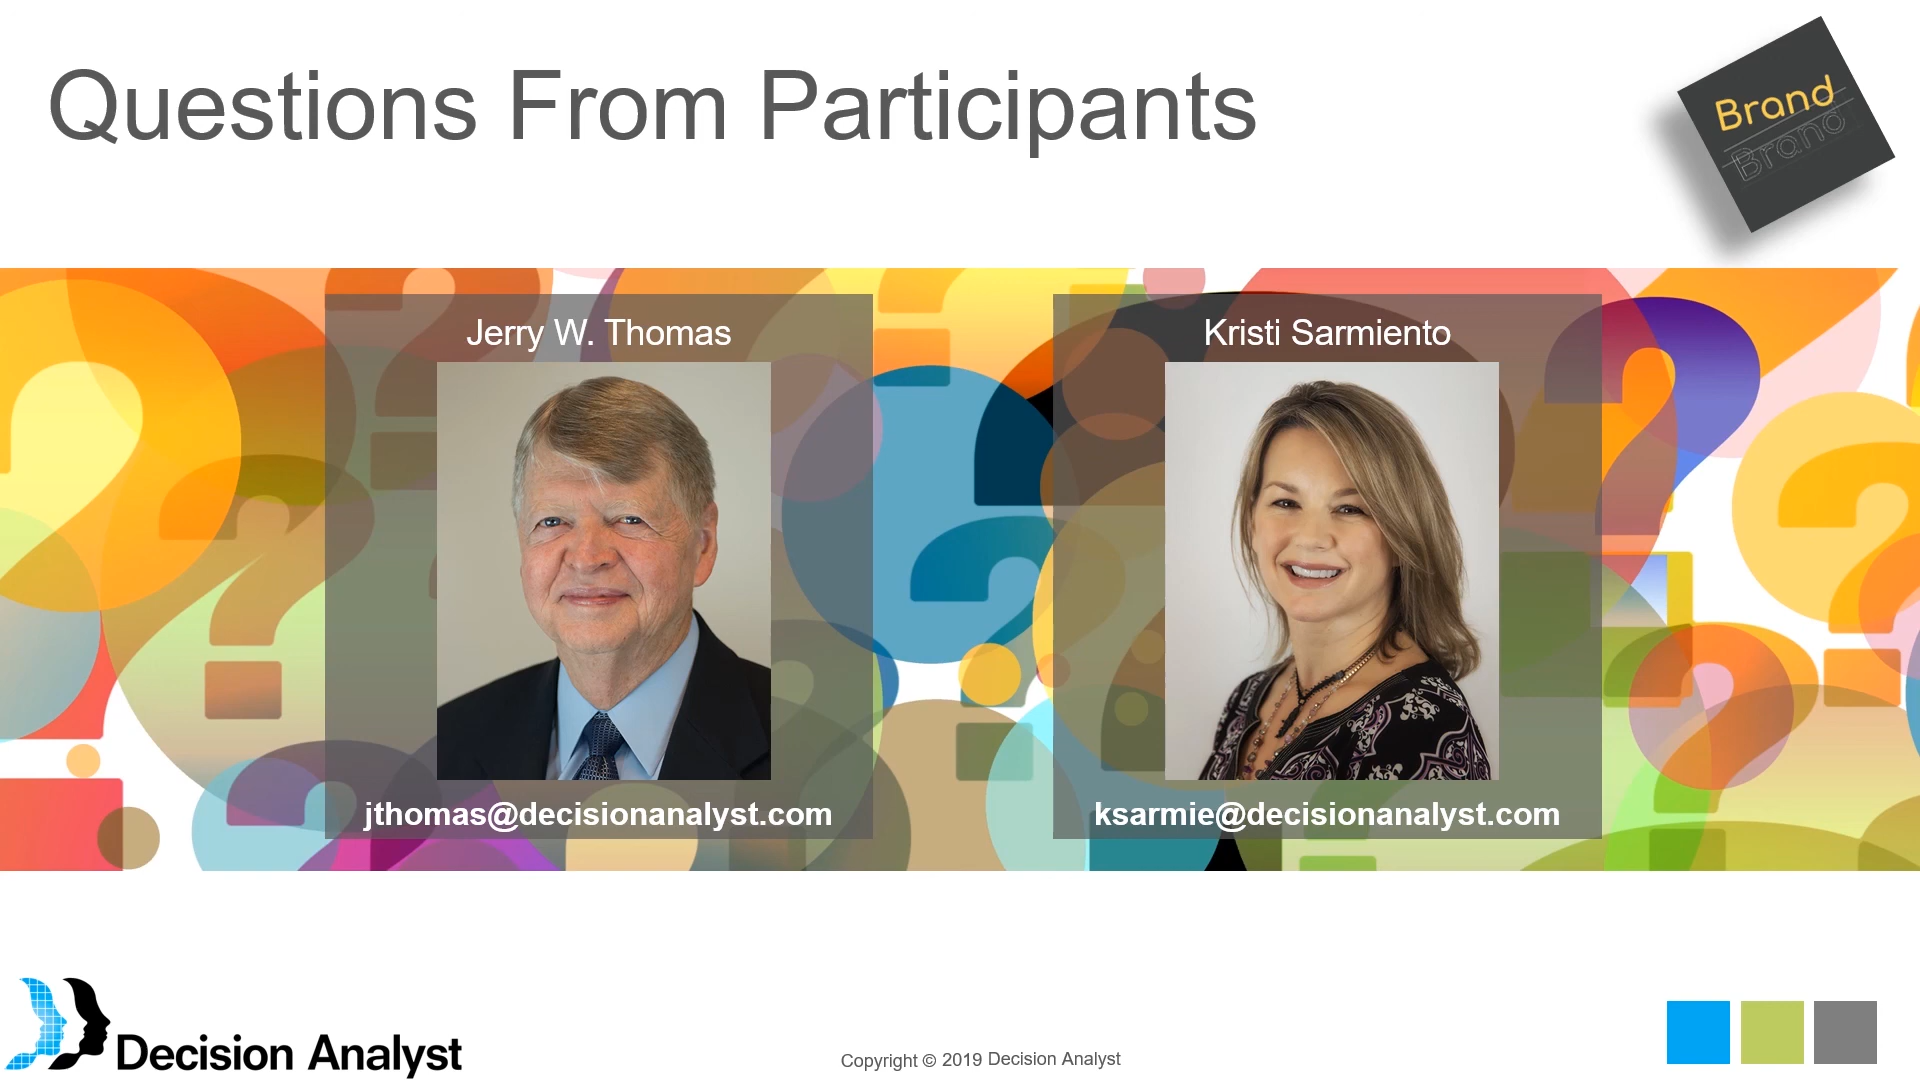 Questions From Participants
Brand
Brand
Jerry W. Thomas
Kristi Sarmiento
jthomas@decisionanalyst.com
ksarmie@decisionanalyst.com
Decision Analyst
Copyright © 2019 Decision Analyst